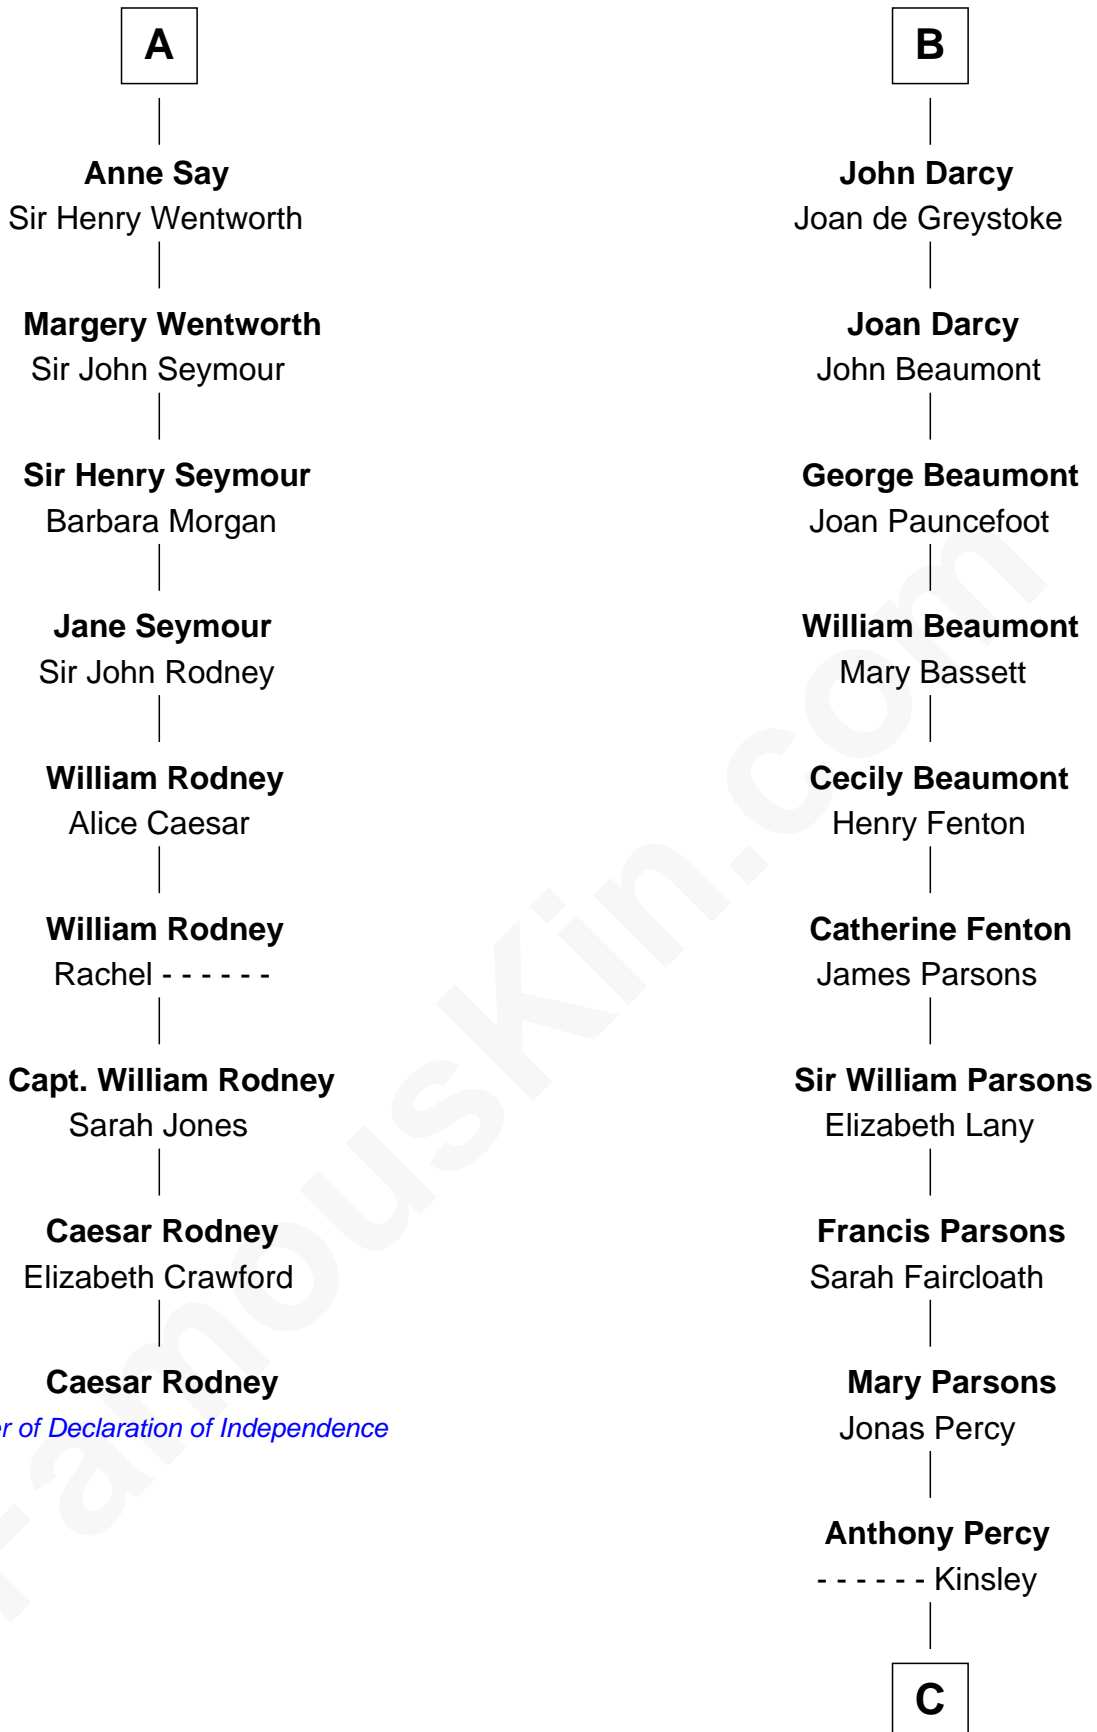 A
Anne Say
Sir Henry Wentworth
Margery Wentworth
Sir John Seymour
Sir Henry Seymour
Barbara Morgan
Jane Seymour
Sir John Rodney
William Rodney
Alice Caesar
William Rodney
Rachel - - - - - -
Capt. William Rodney
Sarah Jones
Caesar Rodney
Elizabeth Crawford
Caesar Rodney
er of Declaration of Independence
B
John Darcy
Joan de Greystoke
Joan Darcy
John Beaumont
George Beaumont
Joan Pauncefoot
William Beaumont
Mary Bassett
Cecily Beaumont
Henry Fenton
Catherine Fenton
James Parsons
Sir William Parsons
Elizabeth Lany
Francis Parsons
Sarah Faircloath
Mary Parsons
Jonas Percy
Anthony Percy
- - - - - - Kinsley
C
FamousKin.com